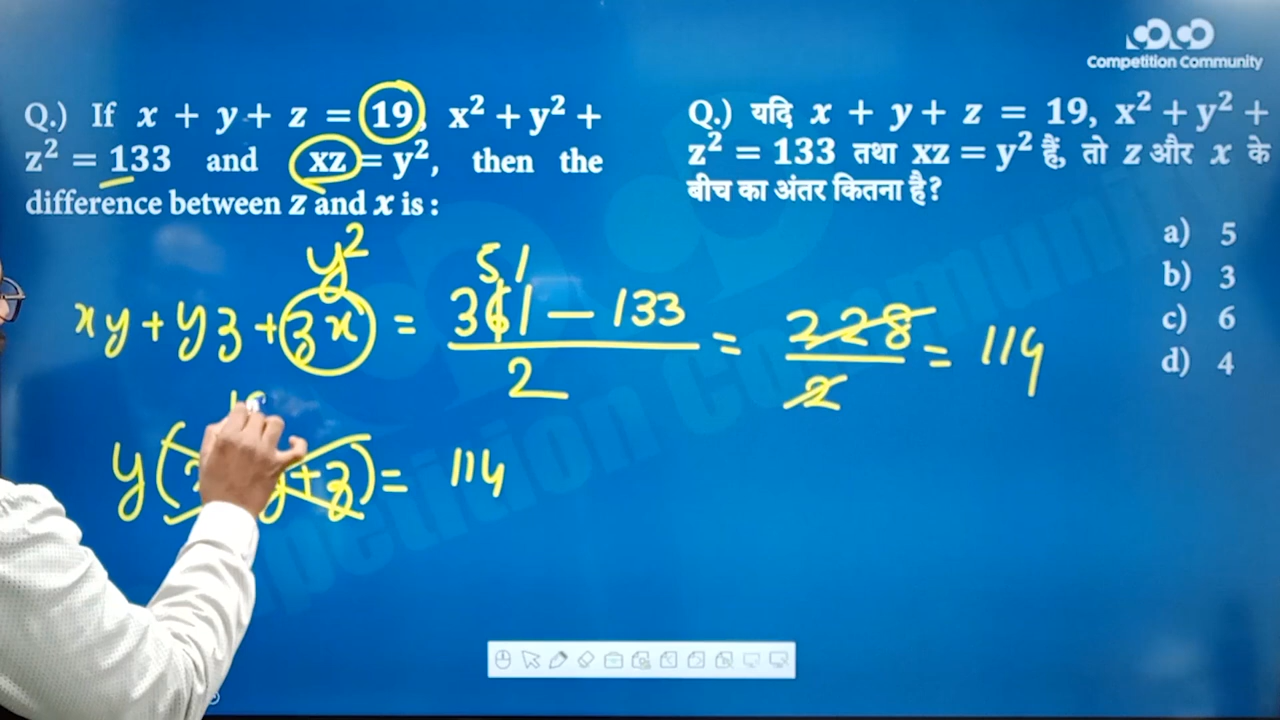 Competition Community
Q.) If x + y + z = 19, x² + y² +
z² = 133 and xz = y², then the
difference between z and x is :
Q.) यदि x + y + z = 19, x² + y² +
z² = 133 तथा xz = y² हैं, तो z और x के
बीच का अंतर कितना है?
a) 5
b) 3
c) 6
d) 4
y²
51
xy + yz + zx = 361 – 133 / 2 = 228 / 2 = 114
y( y + z) = 114